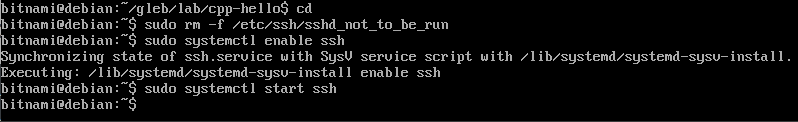 bitnami@debian:~/gleb/lab/cpp-hello$ cd
bitnami@debian:~$ sudo rm -f /etc/ssh/sshd_not_to_be_run
bitnami@debian:~$ sudo systemctl enable ssh
Synchronizing state of ssh.service with SysV service script with /lib/systemd/systemd-sysv-install.
Executing: /lib/systemd/systemd-sysv-install enable ssh
bitnami@debian:~$ sudo systemctl start ssh
bitnami@debian:~$